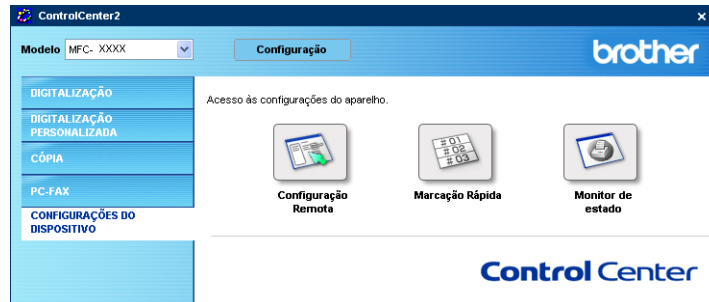 ControlCenter2
Modelo MFC- XXXX
Configuração
brother
DIGITALIZAÇÃO
DIGITALIZAÇÃO
PERSONALIZADA
CÓPIA
PC-FAX
CONFIGURAÇÕES DO
DISPOSITIVO
Acesso às configurações do aparelho.
Configuração
Remota
#01
#02
#03
Marcação Rápida
Monitor de
estado
Control Center